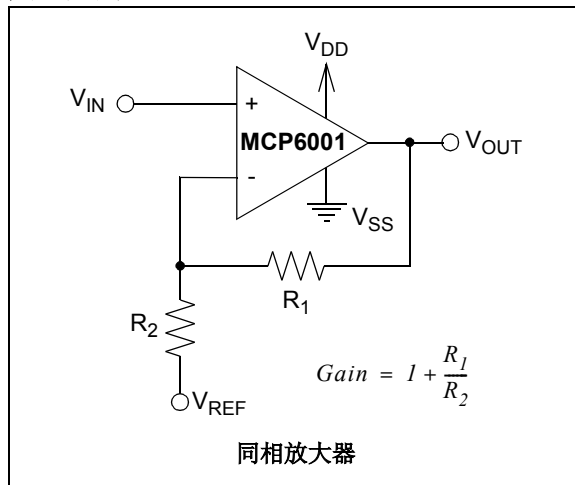 V_DD
V_IN
+
MCP6001
V_OUT
-
V_SS
R_1
R_2
Gain = 1 + R_1/R_2
V_REF
同相放大器